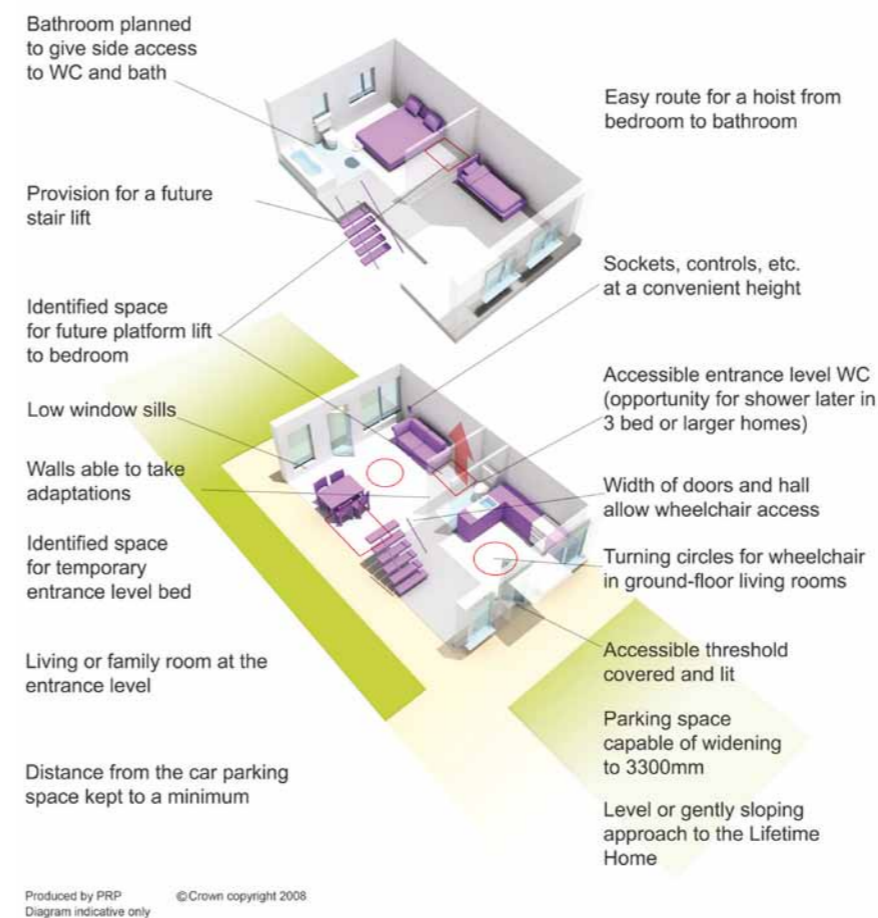 Bathroom planned
to give side access
to WC and bath
Provision for a future
stair lift
Identified space
for future platform lift
to bedroom
Low window sills
Walls able to take
adaptations
Identified space
for temporary
entrance level bed
Living or family room at the
entrance level
Distance from the car parking
space kept to a minimum
Easy route for a hoist from
bedroom to bathroom
Sockets, controls, etc.
at a convenient height
Accessible entrance level WC
(opportunity for shower later in
3 bed or larger homes)
Width of doors and hall
allow wheelchair access
Turning circles for wheelchair
in ground-floor living rooms
Accessible threshold
covered and lit
Parking space
capable of widening
to 3300mm
Level or gently sloping
approach to the Lifetime
Home
Produced by PRP ©Crown copyright 2008
Diagram indicative only